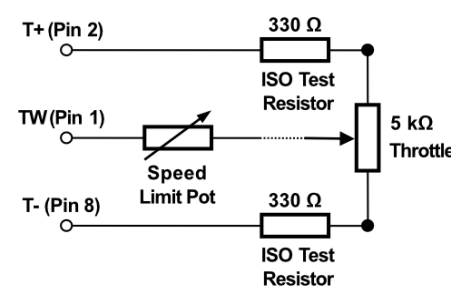 T+ (Pin 2)
330 Ω
ISO Test
Resistor
TW (Pin 1)
Speed
Limit Pot
5 kΩ
Throttle
T- (Pin 8)
330 Ω
ISO Test
Resistor